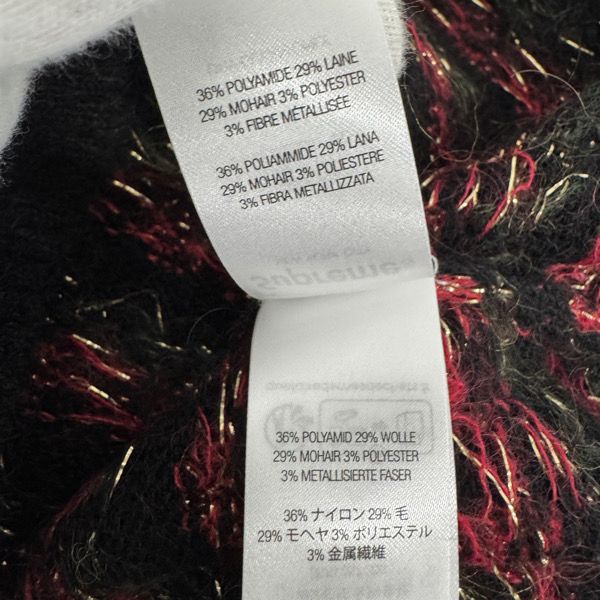 36% POLYAMIDE 29% LAINE
29% MOHAIR 3% POLYESTER
3% FIBRE MÉTALLISÉE
36% POLIAMMIDE 29% LANA
29% MOHAIR 3% POLIESTERE
3% FIBRA METALLIZZATA
Supreme
36% POLYAMID 29% WOLLE
29% MOHAIR 3% POLYESTER
3% METALLISIERTE FASER
36% ナイロン 29% 毛
29% モヘヤ 3% ポリエステル
3% 金属繊維